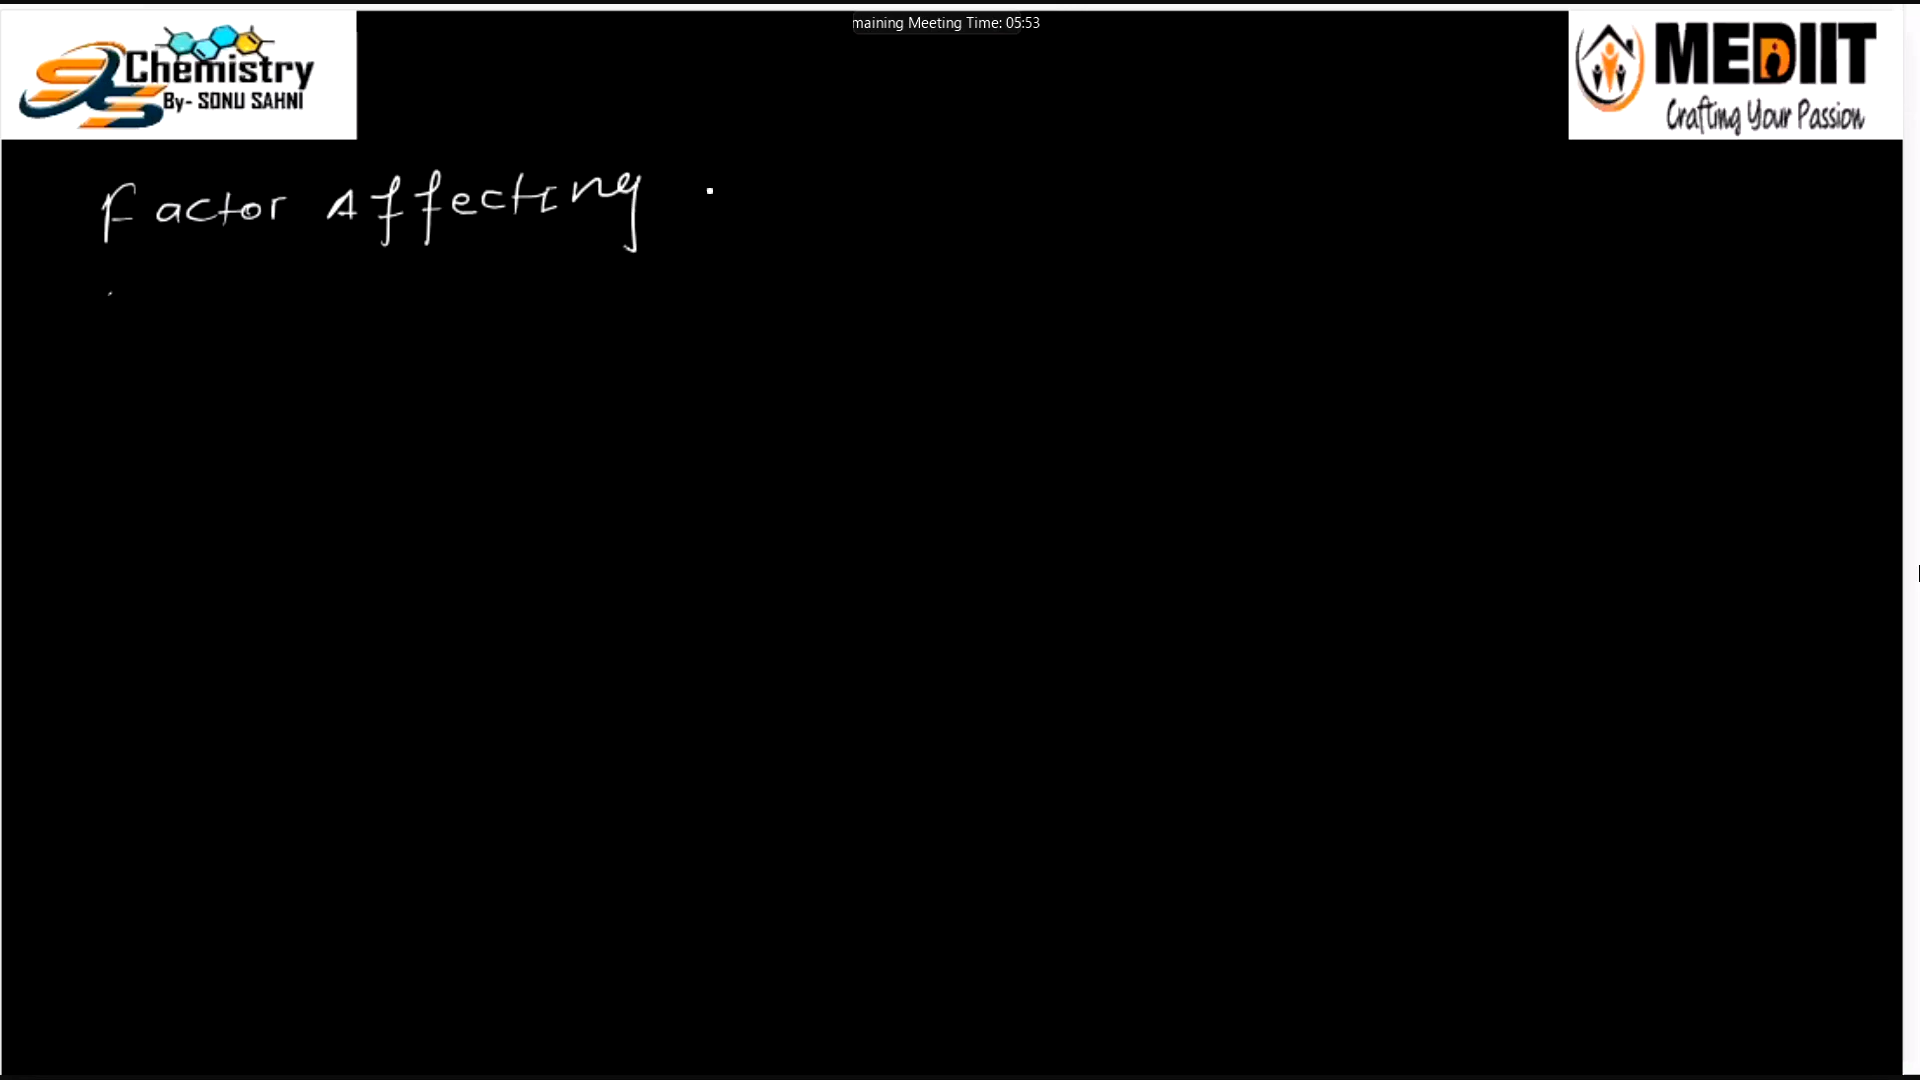 maining Meeting Time: 05:53
Chemistry
By- SONU SAHNI
MEDIIT
Crafting Your Passion
Factor Affecting